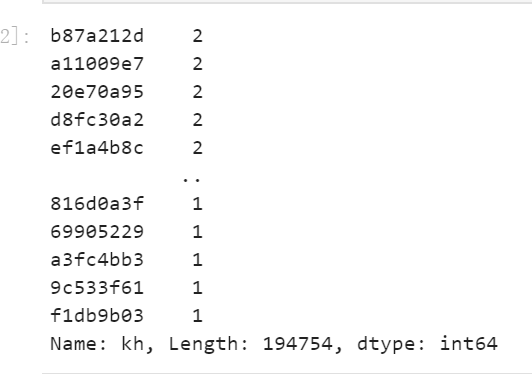 2]: b87a212d 2
a11009e7 2
20e70a95 2
d8fc30a2 2
ef1a4b8c 2
..
816d0a3f 1
69905229 1
a3fc4bb3 1
9c533f61 1
f1db9b03 1
Name: kh, Length: 194754, dtype: int64